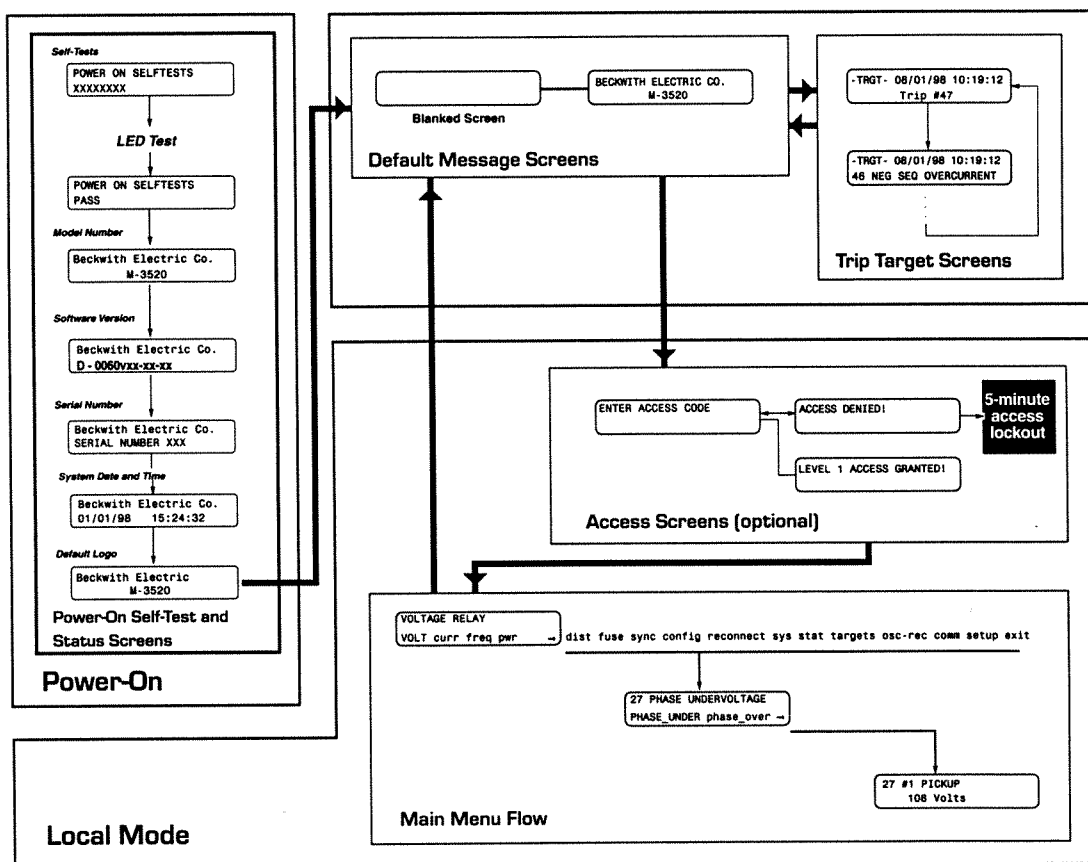 Self-Tests
POWER ON SELFTESTS
XXXXXXXX
LED Test
POWER ON SELFTESTS
PASS
Model Number
Beckwith Electric Co.
M-3520
Software Version
Beckwith Electric Co.
D - 0060vxx-xx-xx
Serial Number
Beckwith Electric Co.
SERIAL NUMBER XXX
System Date and Time
Beckwith Electric Co.
01/01/98 15:24:32
Default Logo
Beckwith Electric
M-3520
Power-On Self-Test and
Status Screens
Power-On
BECKWITH ELECTRIC CO.
M-3520
Blanked Screen
Default Message Screens
-TRGT- 08/01/98 10:19:12
Trip #47
-TRGT- 08/01/98 10:19:12
46 NEG SEQ OVERCURRENT
Trip Target Screens
ENTER ACCESS CODE
ACCESS DENIED!
5-minute
access
lockout
LEVEL 1 ACCESS GRANTED!
Access Screens (optional)
VOLTAGE RELAY
VOLT curr freq pwr → dist fuse sync config reconnect sys stat targets osc-rec comm setup exit
27 PHASE UNDERVOLTAGE
PHASE_UNDER phase_over →
27 #1 PICKUP
108 Volts
Main Menu Flow
Local Mode